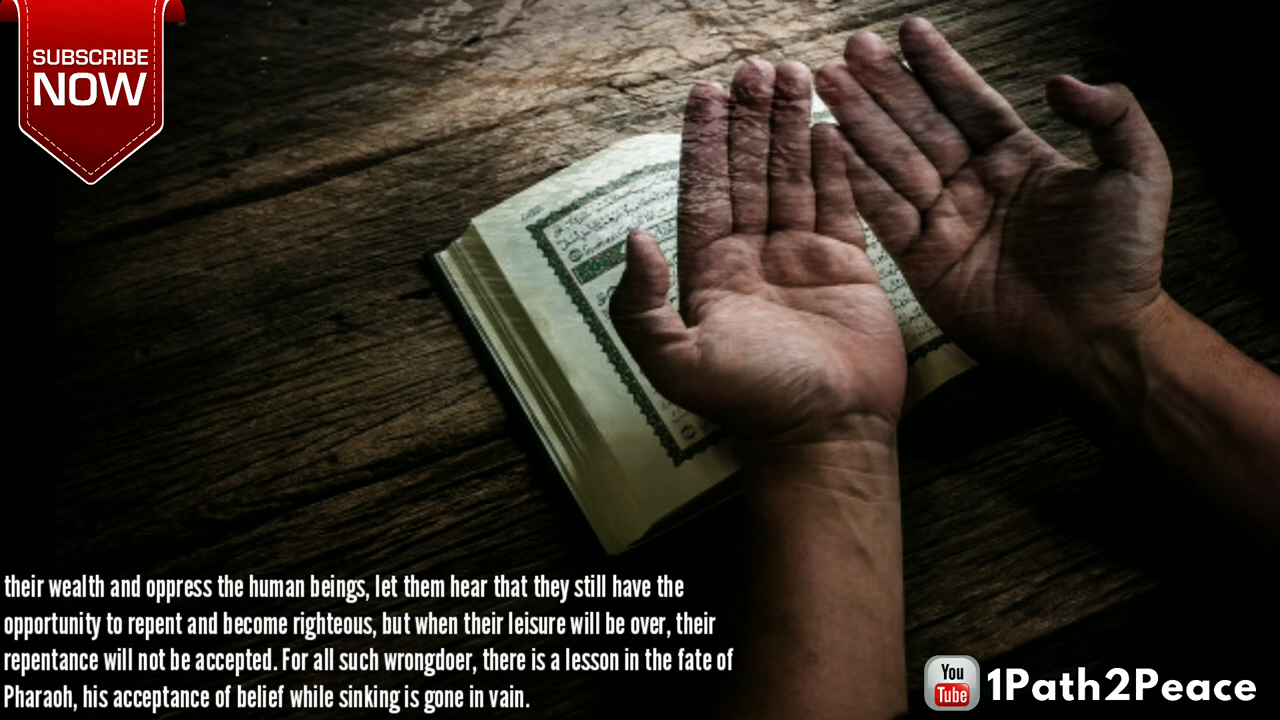 SUBSCRIBE
NOW
their wealth and oppress the human beings, let them hear that they still have the
opportunity to repent and become righteous, but when their leisure will be over, their
repentance will not be accepted. For all such wrongdoer, there is a lesson in the fate of
Pharaoh, his acceptance of belief while sinking is gone in vain.
You
Tube
1Path2Peace